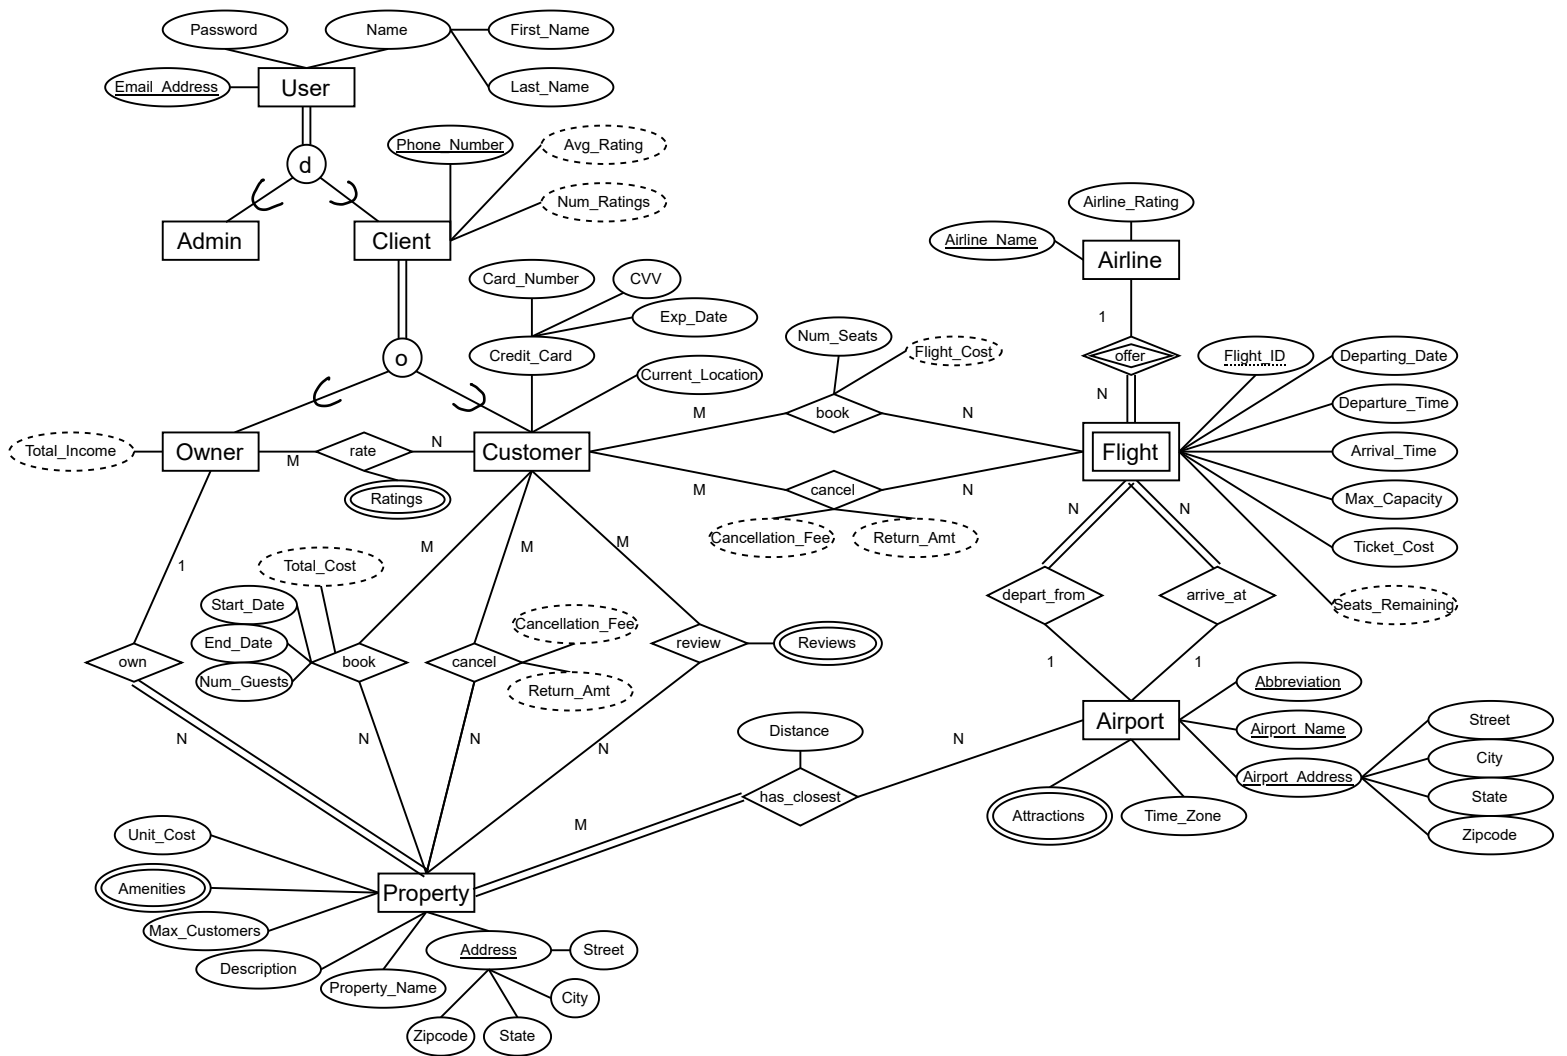 Password
Name
First_Name
Email_Address
User
Last_Name
d
Phone_Number
Avg_Rating
Num_Ratings
Admin
Client
Airline_Rating
Airline_Name
Airline
Card_Number
CVV
Exp_Date
1
Num_Seats
Flight_Cost
o
Credit_Card
Current_Location
offer
Flight_ID
Departing_Date
N
Departure_Time
M
book
N
Total_Income
Owner
M
rate
N
Customer
Flight
Arrival_Time
Ratings
M
cancel
N
Max_Capacity
N
N
Cancellation_Fee
Return_Amt
Ticket_Cost
1
Total_Cost
M
M
M
depart_from
arrive_at
Seats_Remaining
Start_Date
End_Date
Num_Guests
Cancellation_Fee
own
book
cancel
review
Reviews
1
1
Return_Amt
Abbreviation
N
N
N
N
Distance
N
Airport
Airport_Name
Street
Airport_Address
City
has_closest
State
Attractions
Time_Zone
Zipcode
M
Unit_Cost
Amenities
Property
Max_Customers
Description
Property_Name
Address
Street
City
Zipcode
State